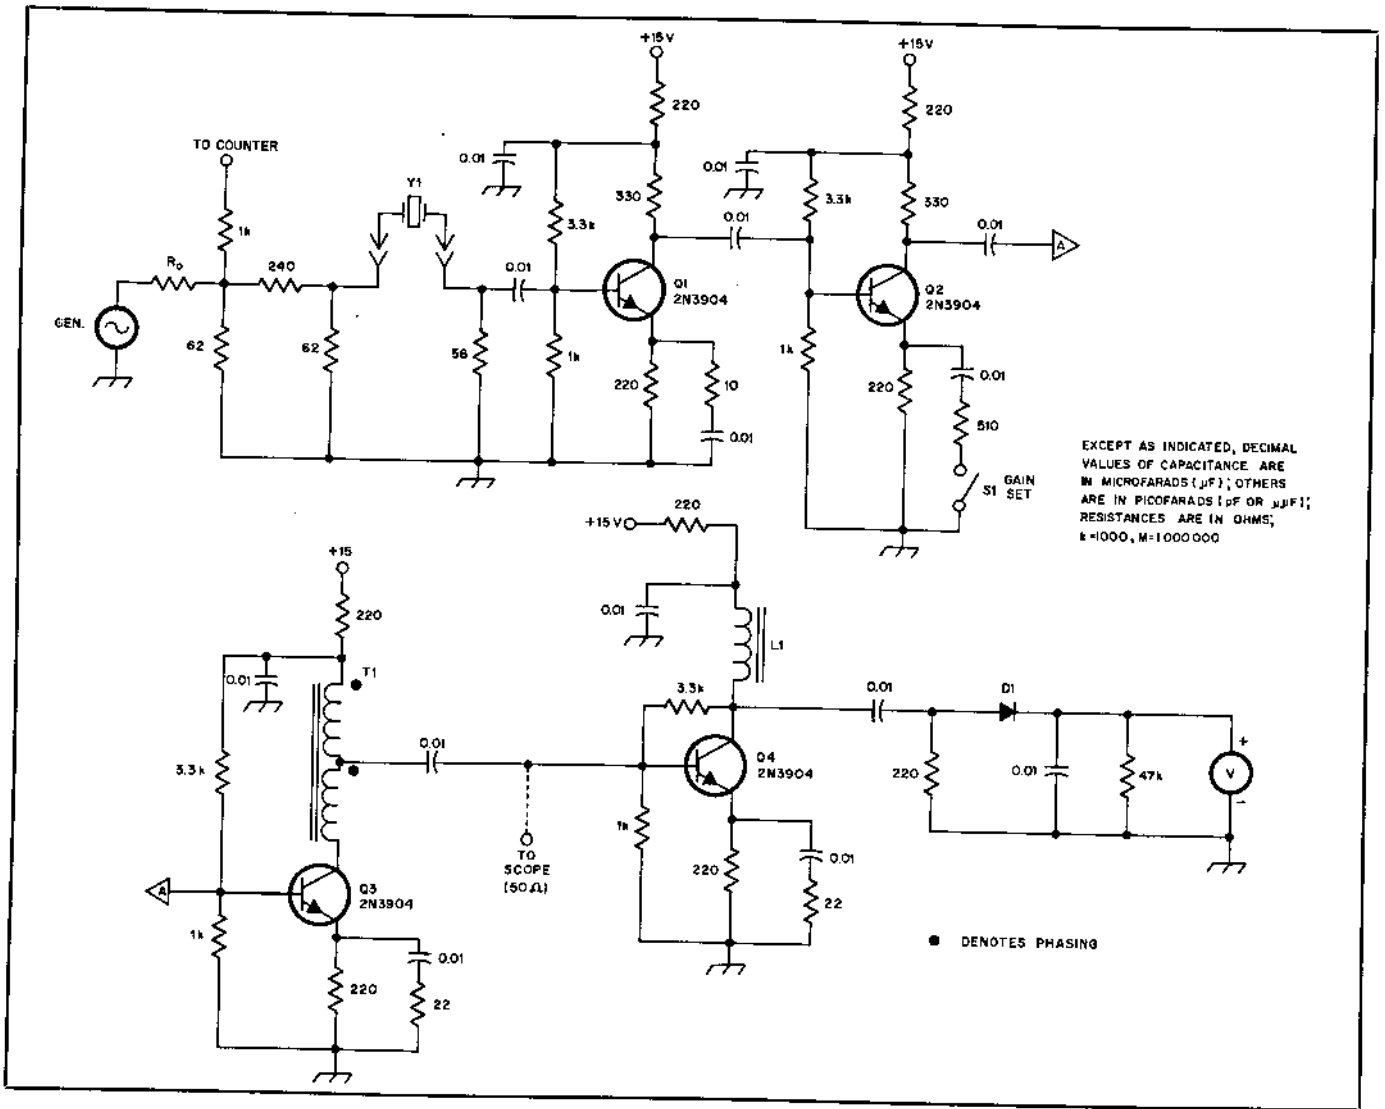 +15V
+15V
220
220
TO COUNTER
0.01
0.01
Y1
330
3.3k
330
1k
3.3k
0.01
0.01
A
R₀
240
0.01
Q1
2N3904
Q2
2N3904
GEN.
62
62
56
1k
220
10
0.01
1k
220
0.01
510
S1 GAIN
SET
EXCEPT AS INDICATED, DECIMAL
VALUES OF CAPACITANCE ARE
IN MICROFARADS (µF); OTHERS
ARE IN PICOFARADS (pF OR µµF);
RESISTANCES ARE IN OHMS;
k=1000, M=1000000
+15V
220
+15
220
0.01
L1
0.01
T1
3.3k
0.01
D1
0.01
3.3k
Q4
2N3904
220
0.01
47k
+
V
-
1k
TO
SCOPE
(50Ω)
220
0.01
22
A
Q3
2N3904
1k
0.01
220
22
● DENOTES PHASING